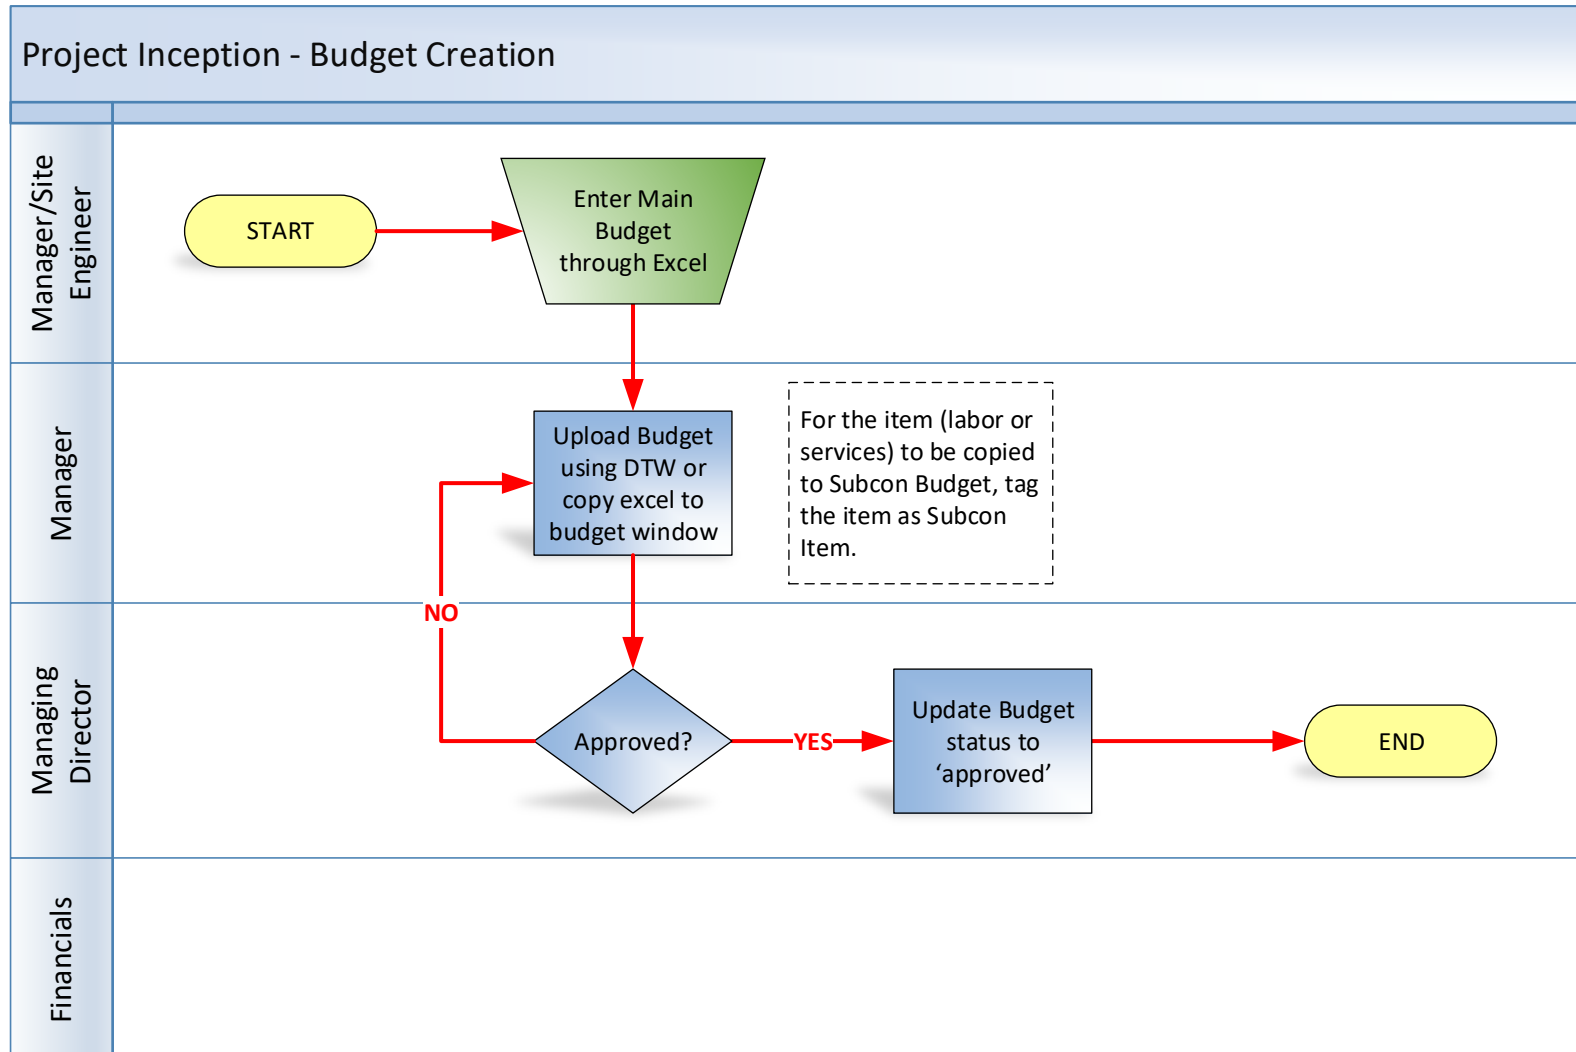 Project Inception - Budget Creation
Manager/Site
Engineer
START
Enter Main
Budget
through Excel
Manager
Upload Budget
using DTW or
copy excel to
budget window
For the item (labor or
services) to be copied
to Subcon Budget, tag
the item as Subcon
Item.
NO
Managing
Director
Approved?
YES
Update Budget
status to
‘approved’
END
Financials